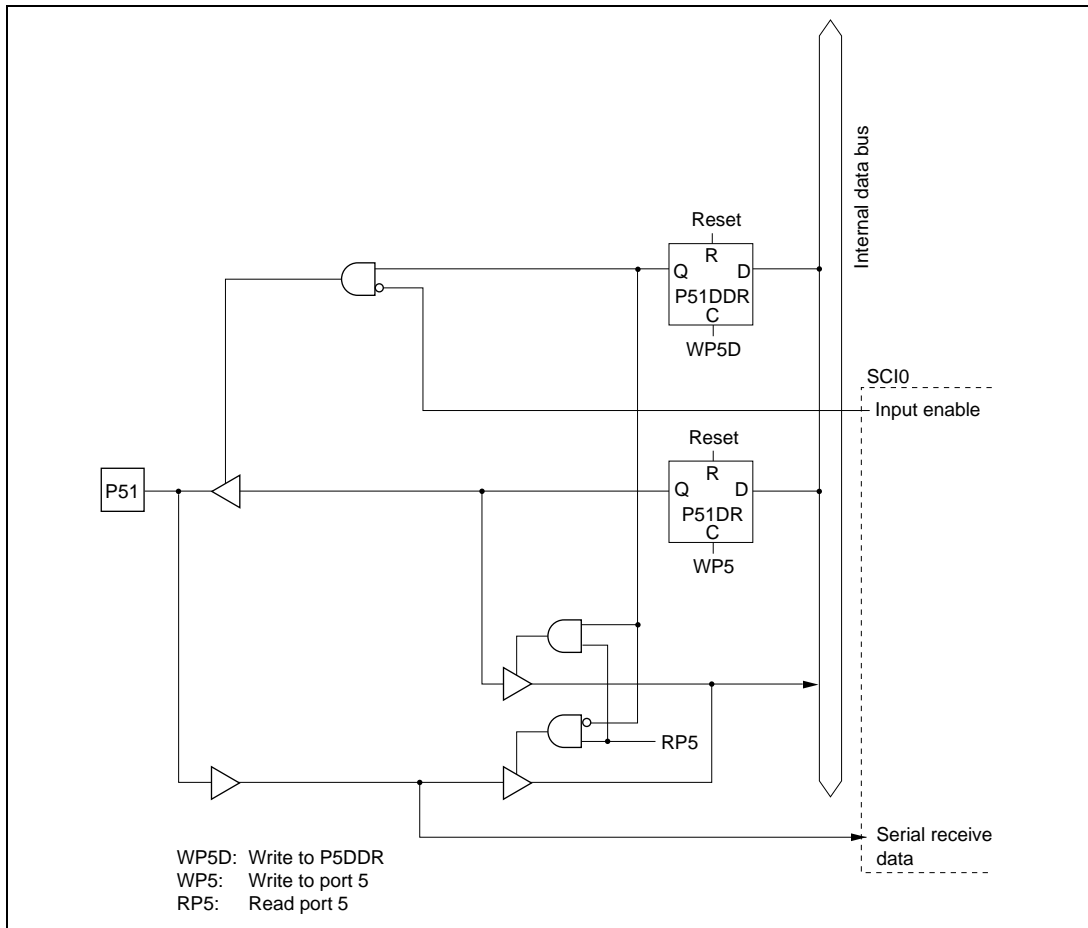 Internal data bus
Reset
R
Q D
P51DDR
C
WP5D
SCI0
Input enable
Reset
R
P51
Q D
P51DR
C
WP5
RP5
Serial receive
data
WP5D: Write to P5DDR
WP5: Write to port 5
RP5: Read port 5